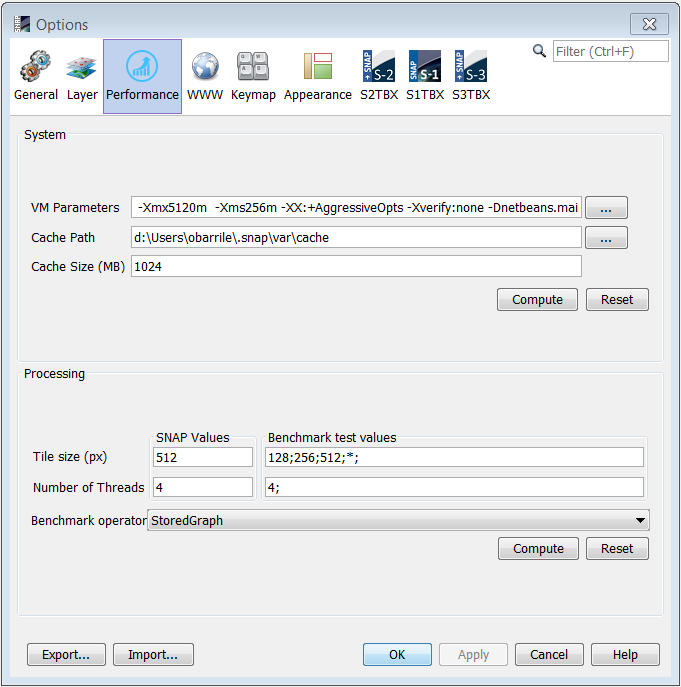 SNAP Options
Filter (Ctrl+F)
+ SNAP S-2 SNAP S-1 + SNAP S-3
General Layer Performance WWW Keymap Appearance S2TBX S1TBX S3TBX
System
VM Parameters -Xmx5120m -Xms256m -XX:+AggressiveOpts -Xverify:none -Dnetbeans.mai ...
Cache Path d:\Users\obarrile\.snap\var\cache ...
Cache Size (MB) 1024
Compute Reset
Processing
SNAP Values Benchmark test values
Tile size (px) 512 128;256;512;*;
Number of Threads 4 4;
Benchmark operator StoredGraph
Compute Reset
Export... Import... OK Apply Cancel Help